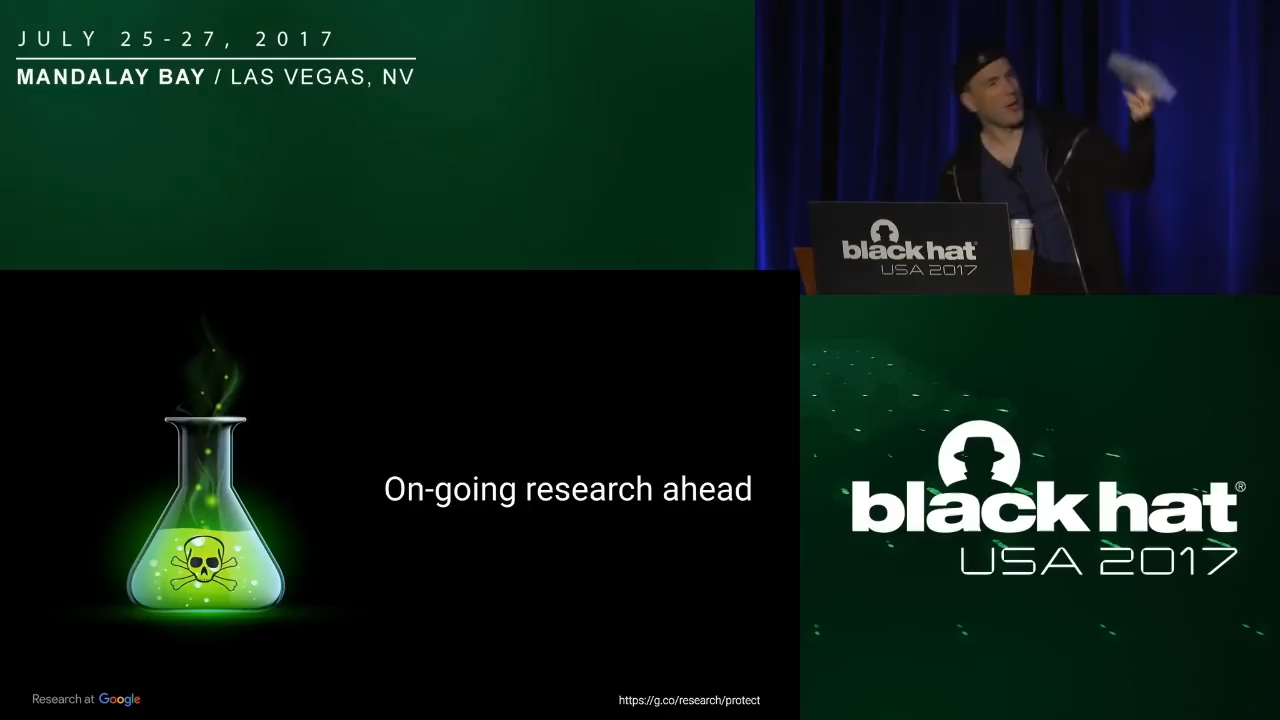 JULY 25-27, 2017
MANDALAY BAY / LAS VEGAS, NV
black hat
USA 2017
On-going research ahead
black hat®
USA 2017
Research at Google
https://g.co/research/protect